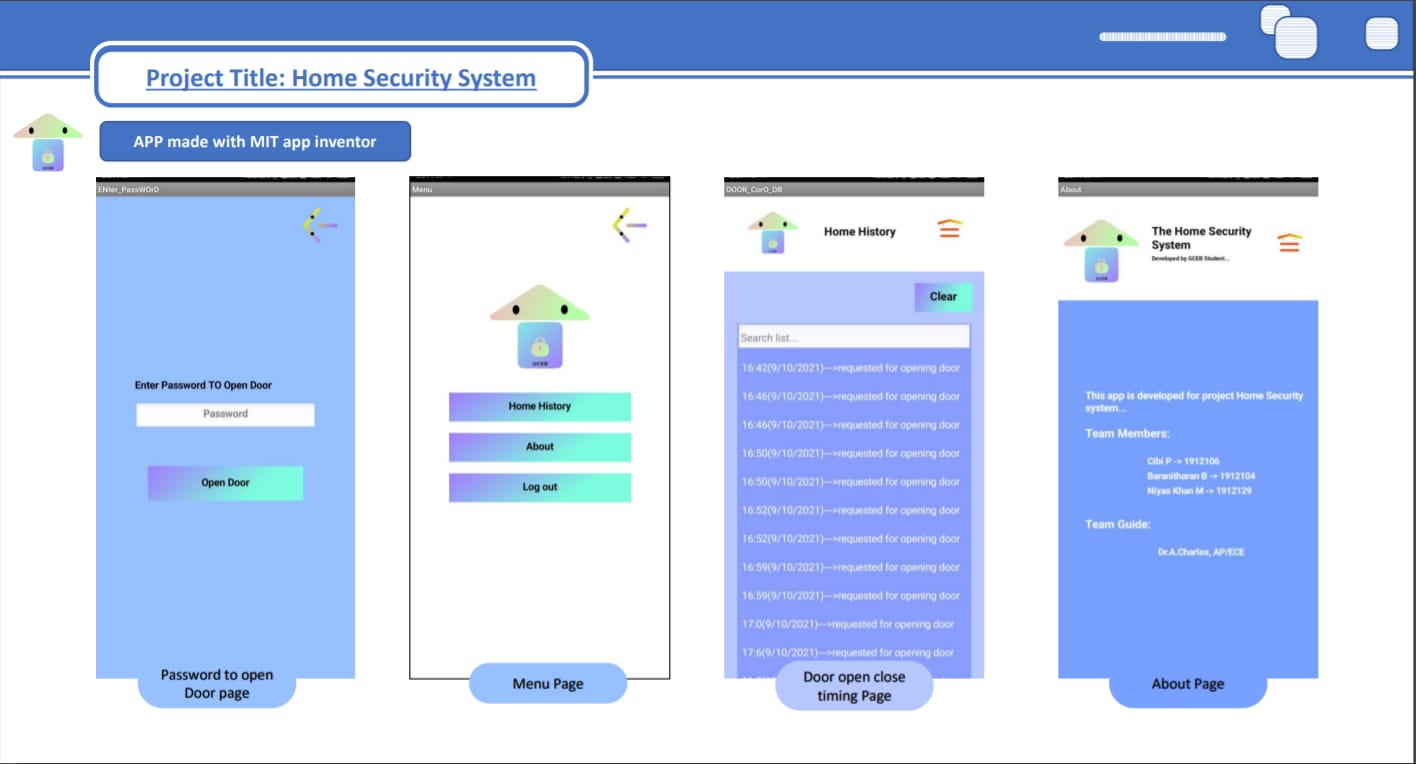 Project Title: Home Security System
APP made with MIT app inventor
ENter_PassWOrD
Enter Password TO Open Door
Password
Open Door
Password to open
Door page
Menu
GCEB
Home History
About
Log out
Menu Page
DOOR_CorO_DB
Home History
Clear
Search list...
16:42(9/10/2021)--->requested for opening door
16:46(9/10/2021)--->requested for opening door
16:46(9/10/2021)--->requested for opening door
16:50(9/10/2021)--->requested for opening door
16:50(9/10/2021)--->requested for opening door
16:52(9/10/2021)--->requested for opening door
16:52(9/10/2021)--->requested for opening door
16:59(9/10/2021)--->requested for opening door
16:59(9/10/2021)--->requested for opening door
17:0(9/10/2021)--->requested for opening door
17:6(9/10/2021)--->requested for opening door
Door open close
timing Page
About
The Home Security
System
Developed by GCEB Student...
GCEB
This app is developed for project Home Security
system...
Team Members:
Cibi P -> 1912106
Baranitharan B -> 1912104
Niyas Khan M -> 1912129
Team Guide:
Dr.A.Charles, AP/ECE
About Page